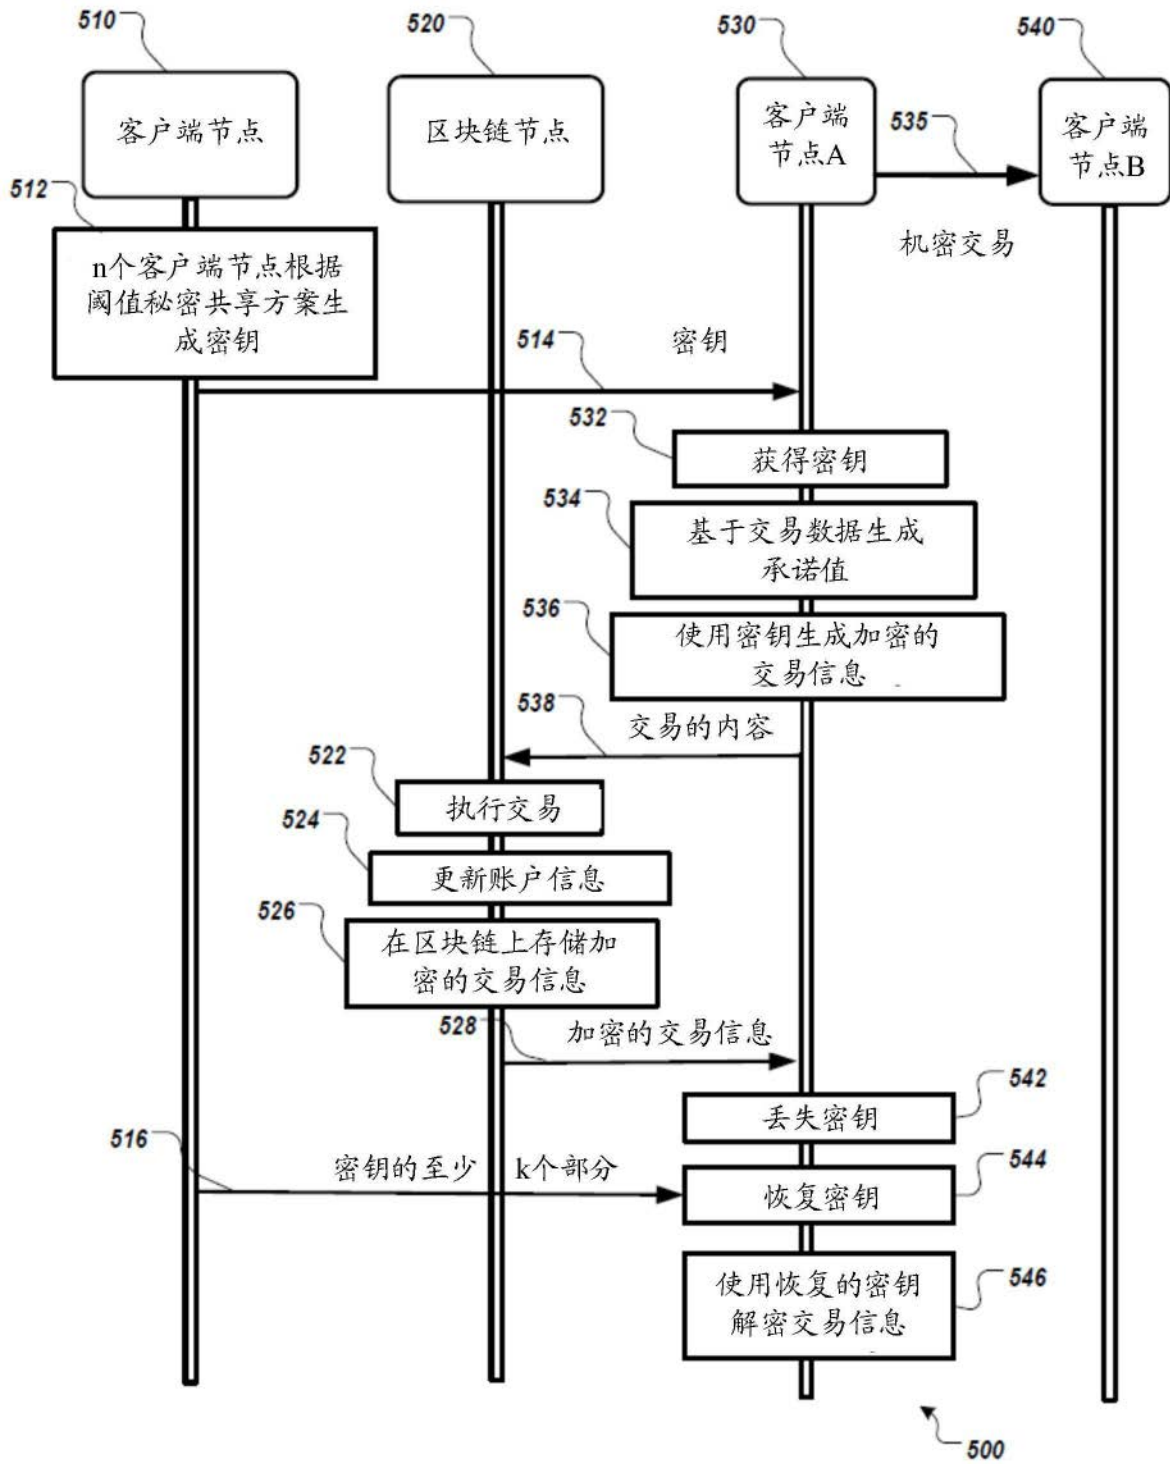 510
520
530
540
客户端节点
区块链节点
客户端
节点A
535
客户端
节点B
机密交易
512
n个客户端节点根据
阈值秘密共享方案生
成密钥
514
密钥
532
获得密钥
534
基于交易数据生成
承诺值
536
使用密钥生成加密的
交易信息
538
交易的内容
522
执行交易
524
更新账户信息
526
在区块链上存储加
密的交易信息
528
加密的交易信息
542
丢失密钥
516
密钥的至少 k个部分
544
恢复密钥
546
使用恢复的密钥
解密交易信息
500